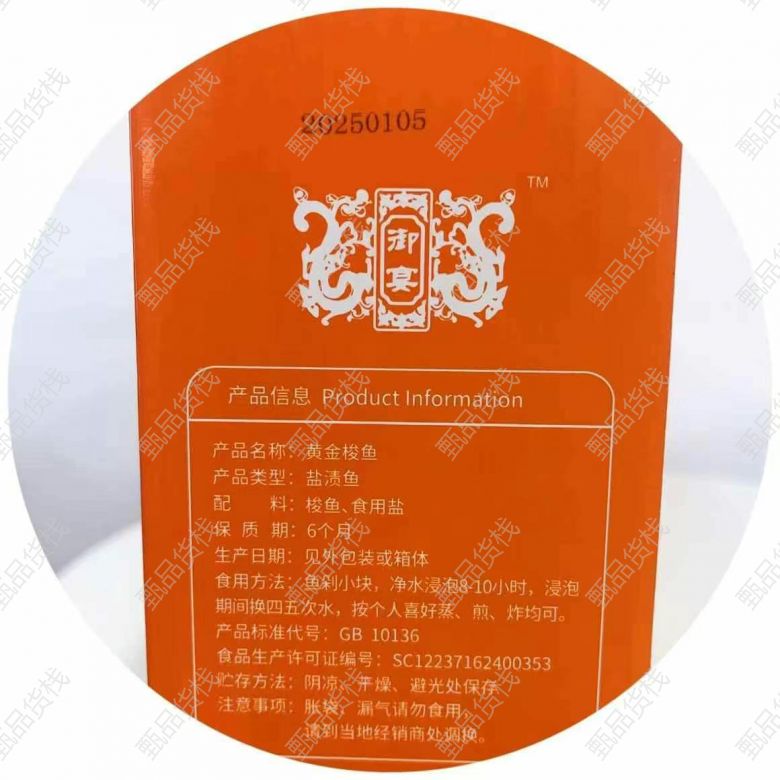 20250105
TM
御宴
产品信息 Product Information
产品名称：黄金梭鱼
产品类型：盐渍鱼
配 料：梭鱼、食用盐
保 质 期：6个月
生产日期：见外包装或箱体
食用方法：鱼剁小块，净水浸泡8-10小时，浸泡
期间换四五次水，按个人喜好蒸、煎、炸均可。
产品标准代号：GB 10136
食品生产许可证编号：SC12237162400353
贮存方法：阴凉、干燥、避光处保存
注意事项：胀袋、漏气请勿食用，
请到当地经销商处调换。
甄品货栈